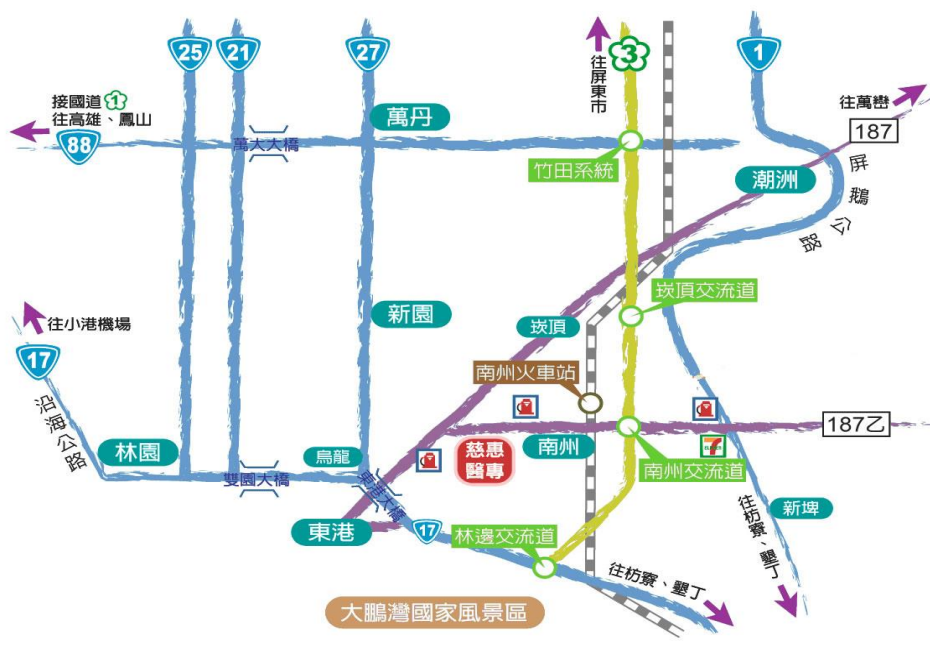 25
21
27
往屏東市
3
1
接國道 1
往高雄、鳳山
88
萬丹
萬大大橋
往萬巒
187
竹田系統
潮洲
屏鵝公路
崁頂交流道
新園
崁頂
往小港機場
17
沿海公路
南州火車站
187乙
林園
烏龍
慈惠
醫專
南州
7
ELEVEN
南州交流道
雙園大橋
東港大橋
東港
17
林邊交流道
新埤
往枋寮、墾丁
往枋寮、墾丁
大鵬灣國家風景區